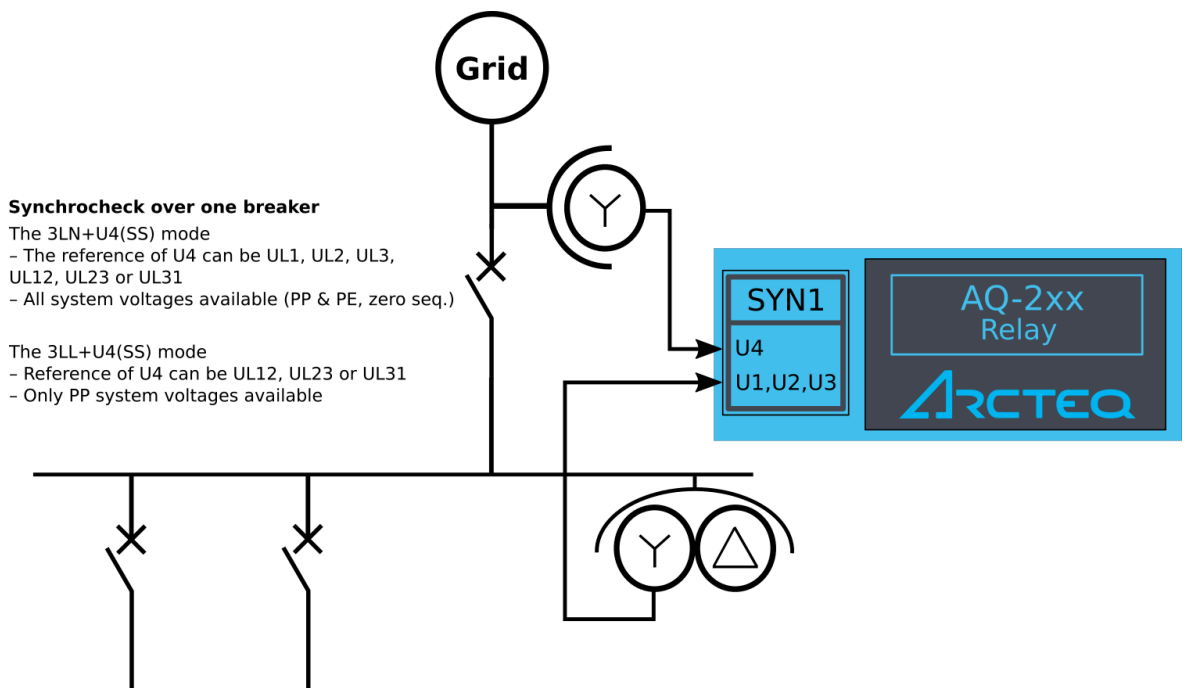 Grid
Synchrocheck over one breaker
The 3LN+U4(SS) mode
– The reference of U4 can be UL1, UL2, UL3,
UL12, UL23 or UL31
– All system voltages available (PP & PE, zero seq.)
The 3LL+U4(SS) mode
– Reference of U4 can be UL12, UL23 or UL31
– Only PP system voltages available
SYN1
U4
U1,U2,U3
AQ-2xx
Relay
ARCTEQ